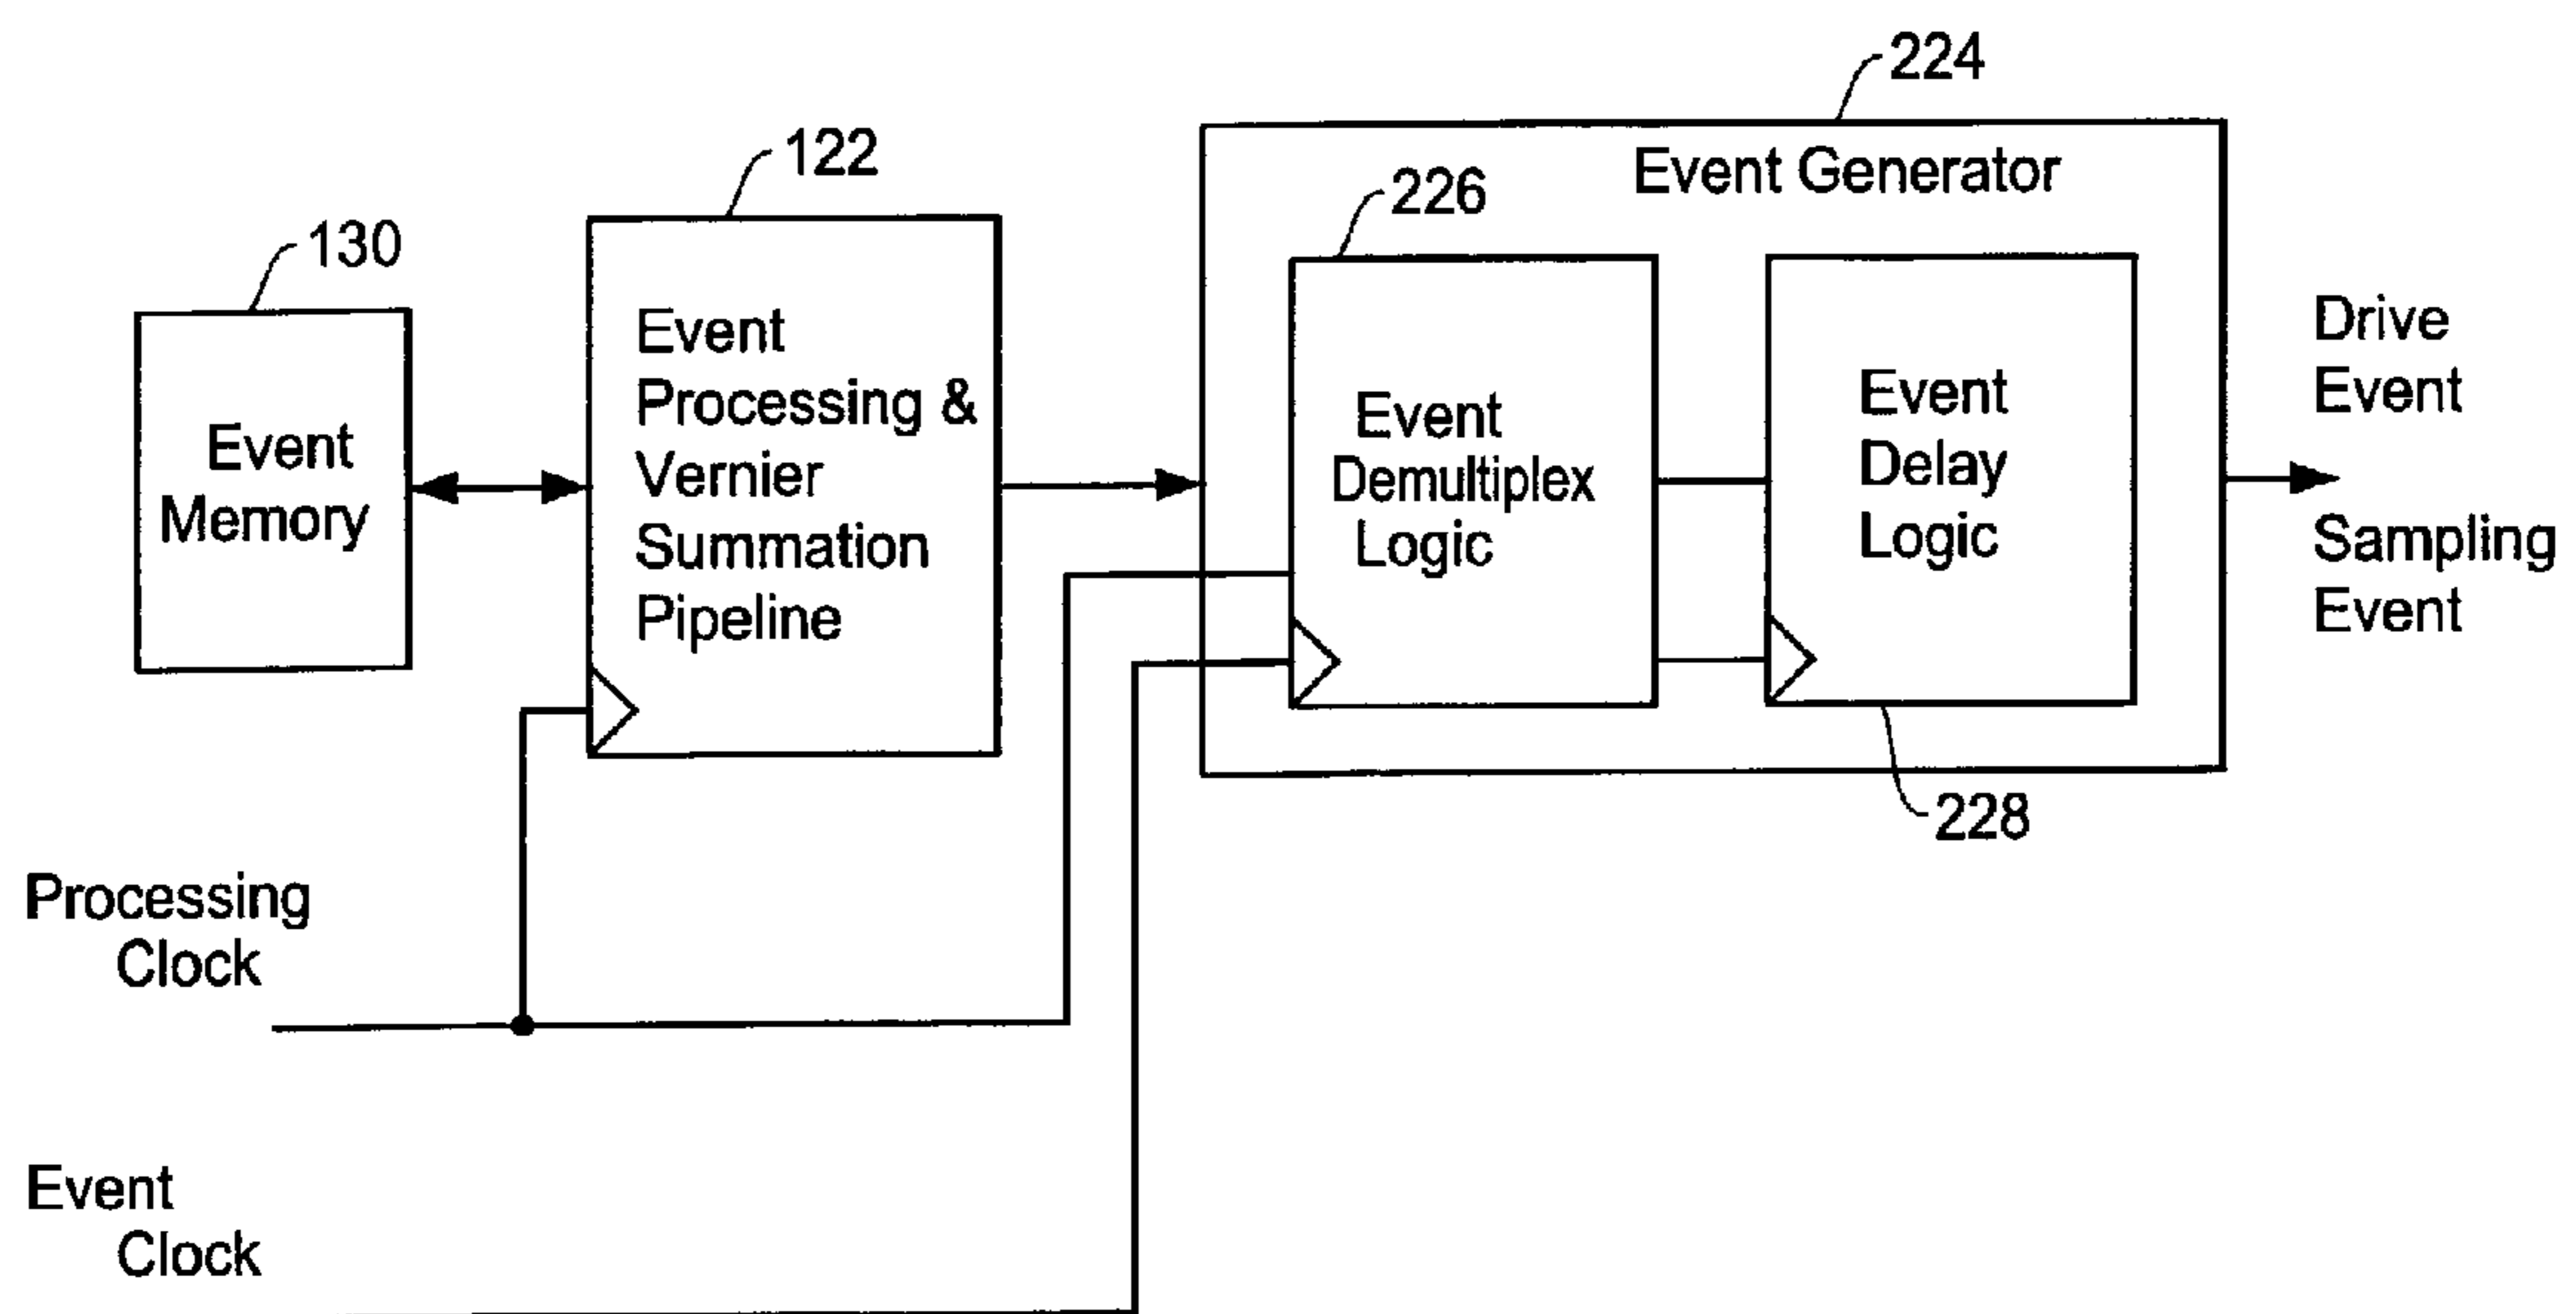 224
Event Generator
122
226
130
Event
Memory
Event
Processing &
Vernier
Summation
Pipeline
Event
Demultiplex
Logic
Event
Delay
Logic
Drive
Event
Sampling
Event
228
Processing
Clock
Event
Clock